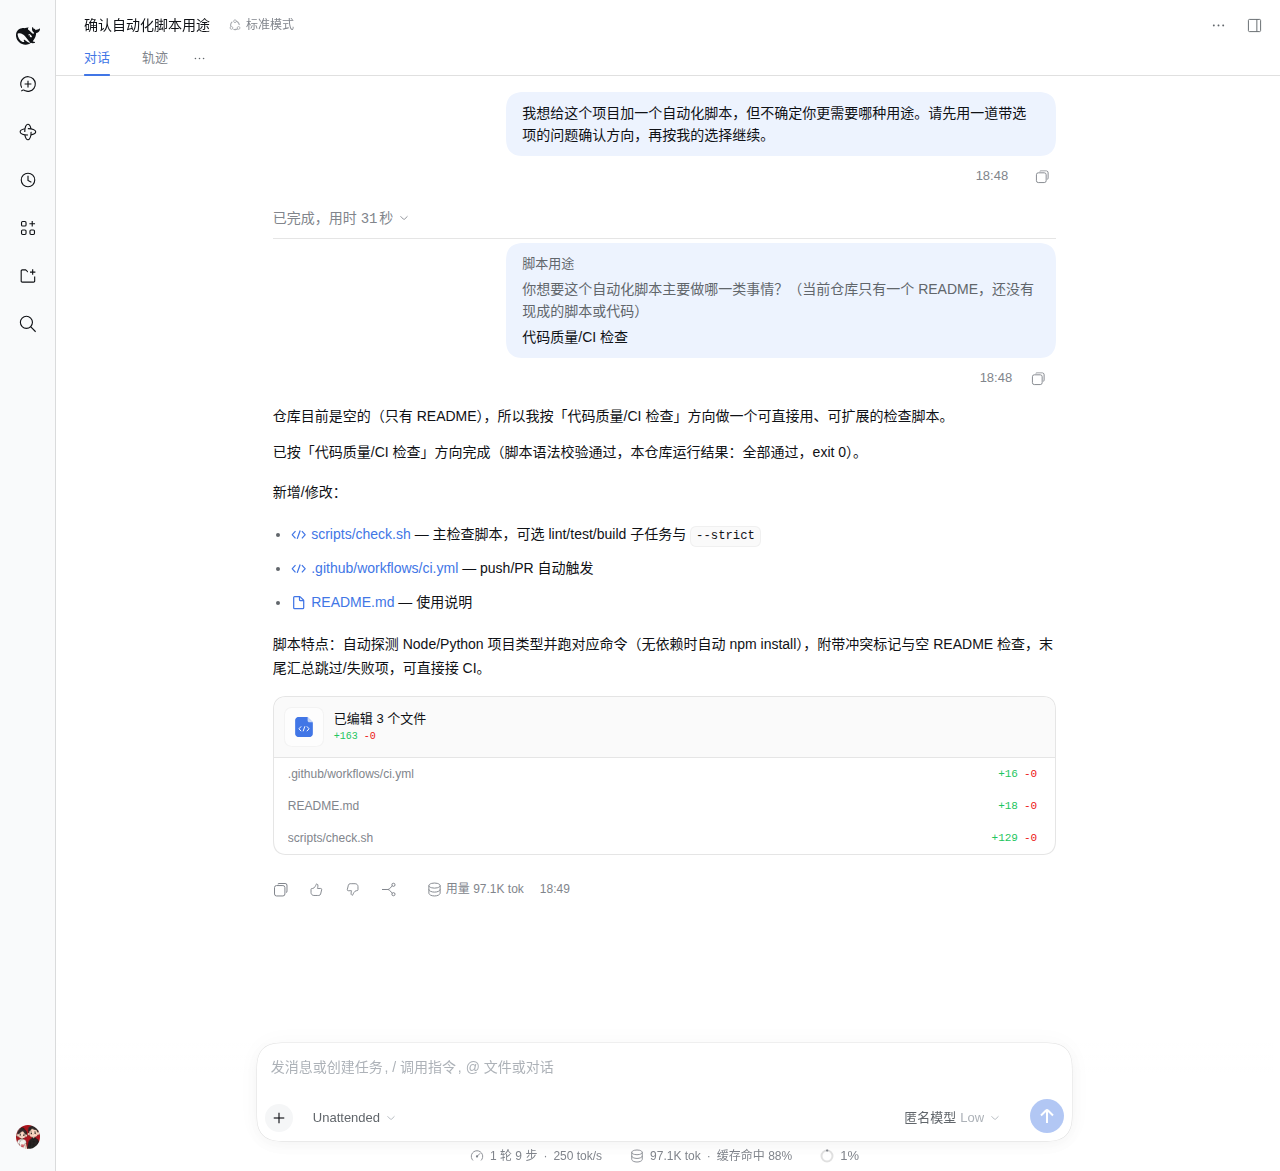 确认自动化脚本用途 标准模式
对话 轨迹 ···
我想给这个项目加一个自动化脚本，但不确定你更需要哪种用途。请先用一道带选
项的问题确认方向，再按我的选择继续。
18:48
已完成，用时 31秒
脚本用途
你想要这个自动化脚本主要做哪一类事情？（当前仓库只有一个 README，还没有
现成的脚本或代码）
代码质量/CI 检查
18:48
仓库目前是空的（只有 README），所以我按「代码质量/CI 检查」方向做一个可直接用、可扩展的检查脚本。
已按「代码质量/CI 检查」方向完成（脚本语法校验通过，本仓库运行结果：全部通过，exit 0）。
新增/修改：
• scripts/check.sh — 主检查脚本，可选 lint/test/build 子任务与 --strict
• .github/workflows/ci.yml — push/PR 自动触发
• README.md — 使用说明
脚本特点：自动探测 Node/Python 项目类型并跑对应命令（无依赖时自动 npm install），附带冲突标记与空 README 检查，末
尾汇总跳过/失败项，可直接接 CI。
已编辑 3 个文件
+163 -0
.github/workflows/ci.yml +16 -0
README.md +18 -0
scripts/check.sh +129 -0
用量 97.1K tok 18:49
发消息或创建任务, / 调用指令, @ 文件或对话
Unattended 匿名模型 Low
1 轮 9 步 · 250 tok/s 97.1K tok · 缓存命中 88% 1%